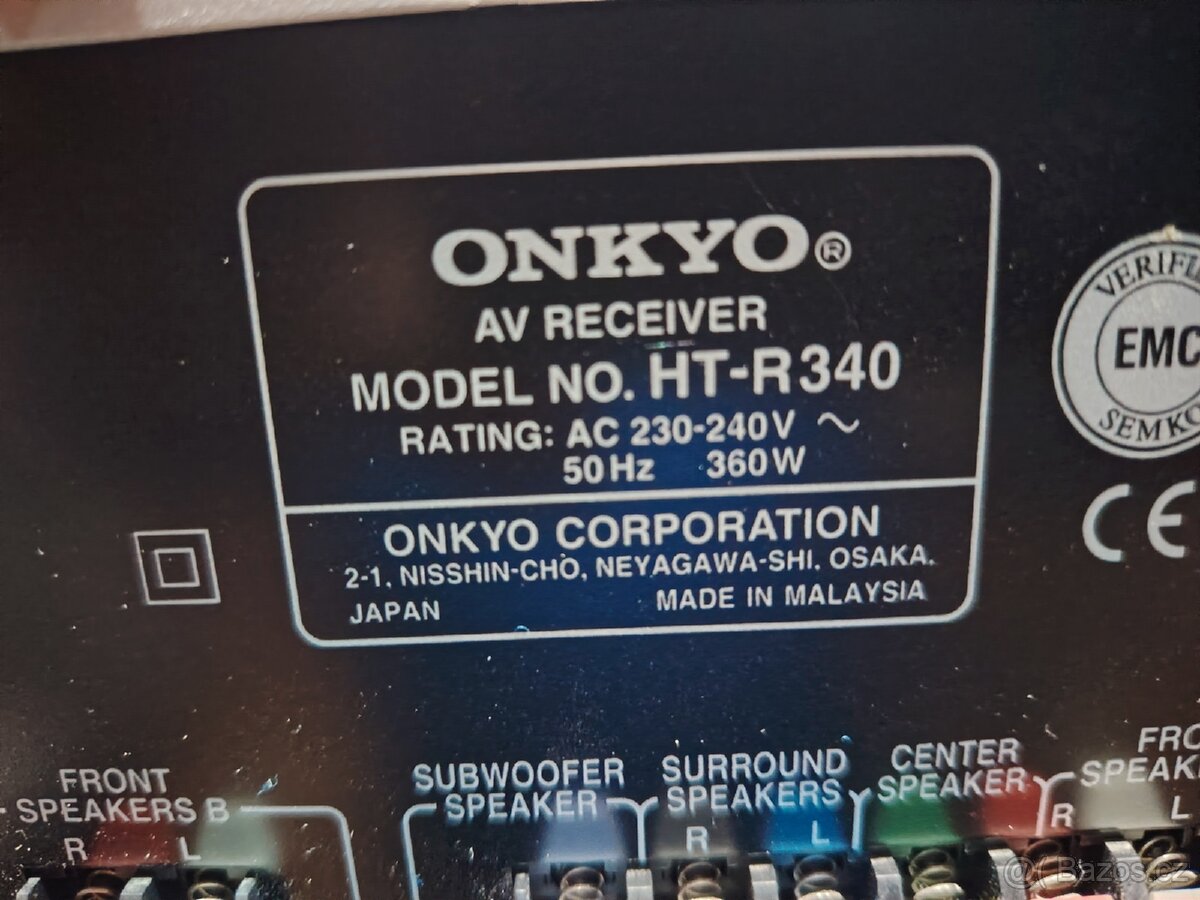 ONKYO®
AV RECEIVER
MODEL NO. HT-R340
RATING: AC 230-240V ~
50Hz 360W
ONKYO CORPORATION
2-1, NISSHIN-CHO, NEYAGAWA-SHI, OSAKA,
JAPAN MADE IN MALAYSIA
EMC
SEMKO
CE
FRONT
SPEAKERS B
R L
SUBWOOFER
SPEAKER
SURROUND
SPEAKERS
R L
CENTER
SPEAKER
R L
@Bazos.cz